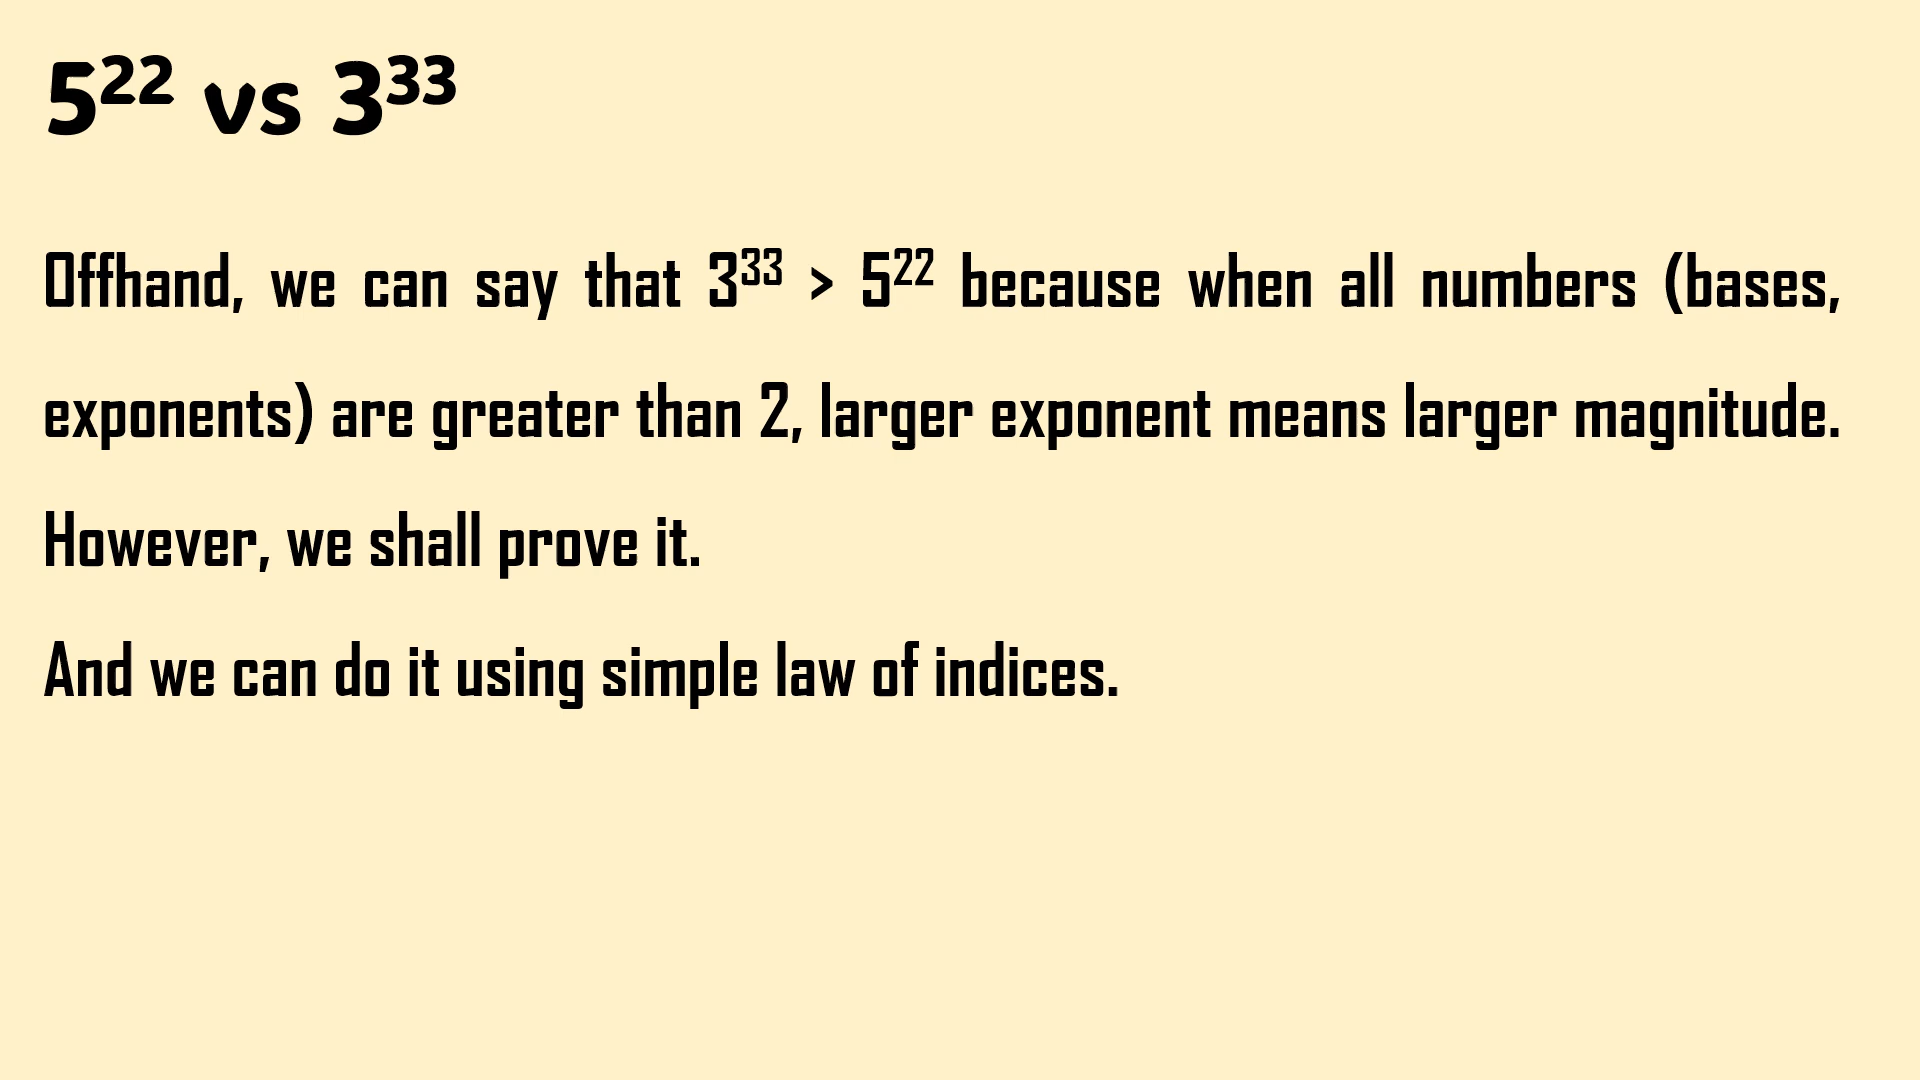 5²² vs 3³³
Offhand, we can say that 3³³ > 5²² because when all numbers (bases,
exponents) are greater than 2, larger exponent means larger magnitude.
However, we shall prove it.
And we can do it using simple law of indices.